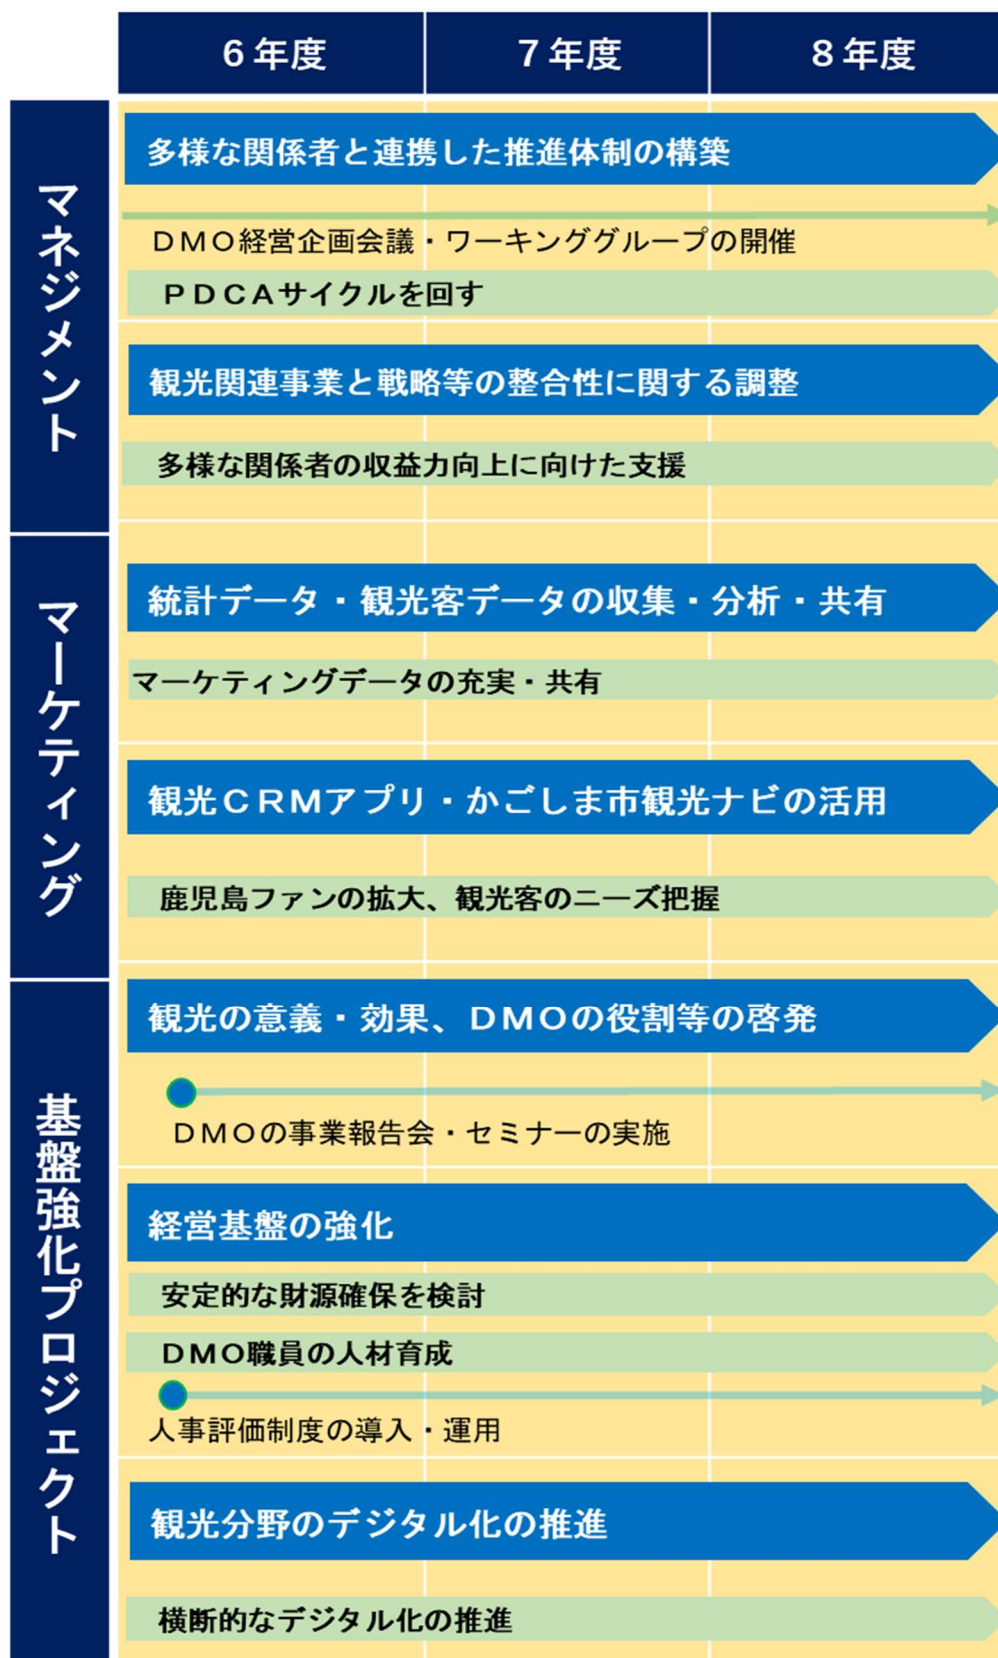 6年度 7年度 8年度
マネジメント
多様な関係者と連携した推進体制の構築
DMO経営企画会議・ワーキンググループの開催
PDCAサイクルを回す
観光関連事業と戦略等の整合性に関する調整
多様な関係者の収益力向上に向けた支援
マーケティング
統計データ・観光客データの収集・分析・共有
マーケティングデータの充実・共有
観光CRMアプリ・かごしま市観光ナビの活用
鹿児島ファンの拡大、観光客のニーズ把握
基盤強化プロジェクト
観光の意義・効果、DMOの役割等の啓発
DMOの事業報告会・セミナーの実施
経営基盤の強化
安定的な財源確保を検討
DMO職員の人材育成
人事評価制度の導入・運用
観光分野のデジタル化の推進
横断的なデジタル化の推進